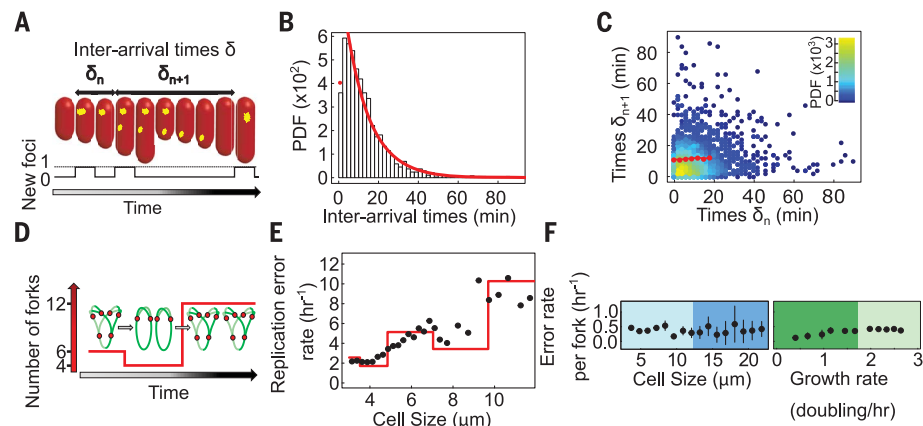 A
Inter-arrival times δ
δn
δn+1
New foci
1
0
Time
B
PDF (x10²)
6
5
4
3
2
1
0
0 20 40 60 80
Inter-arrival times (min)
C
Times δn+1 (min)
80
60
40
20
0
0 20 40 60 80
Times δn (min)
PDF (x10³)
3
2
1
0
D
Number of forks
12
6
4
Time
E
Replication error
rate (hr⁻¹)
12
10
8
6
4
2
0
4 6 8 10
Cell Size (µm)
F
Error rate
per fork (hr⁻¹)
1.0
0.5
0.0
5 10 15 20
Cell Size (µm)
0 1 2 3
Growth rate
(doubling/hr)